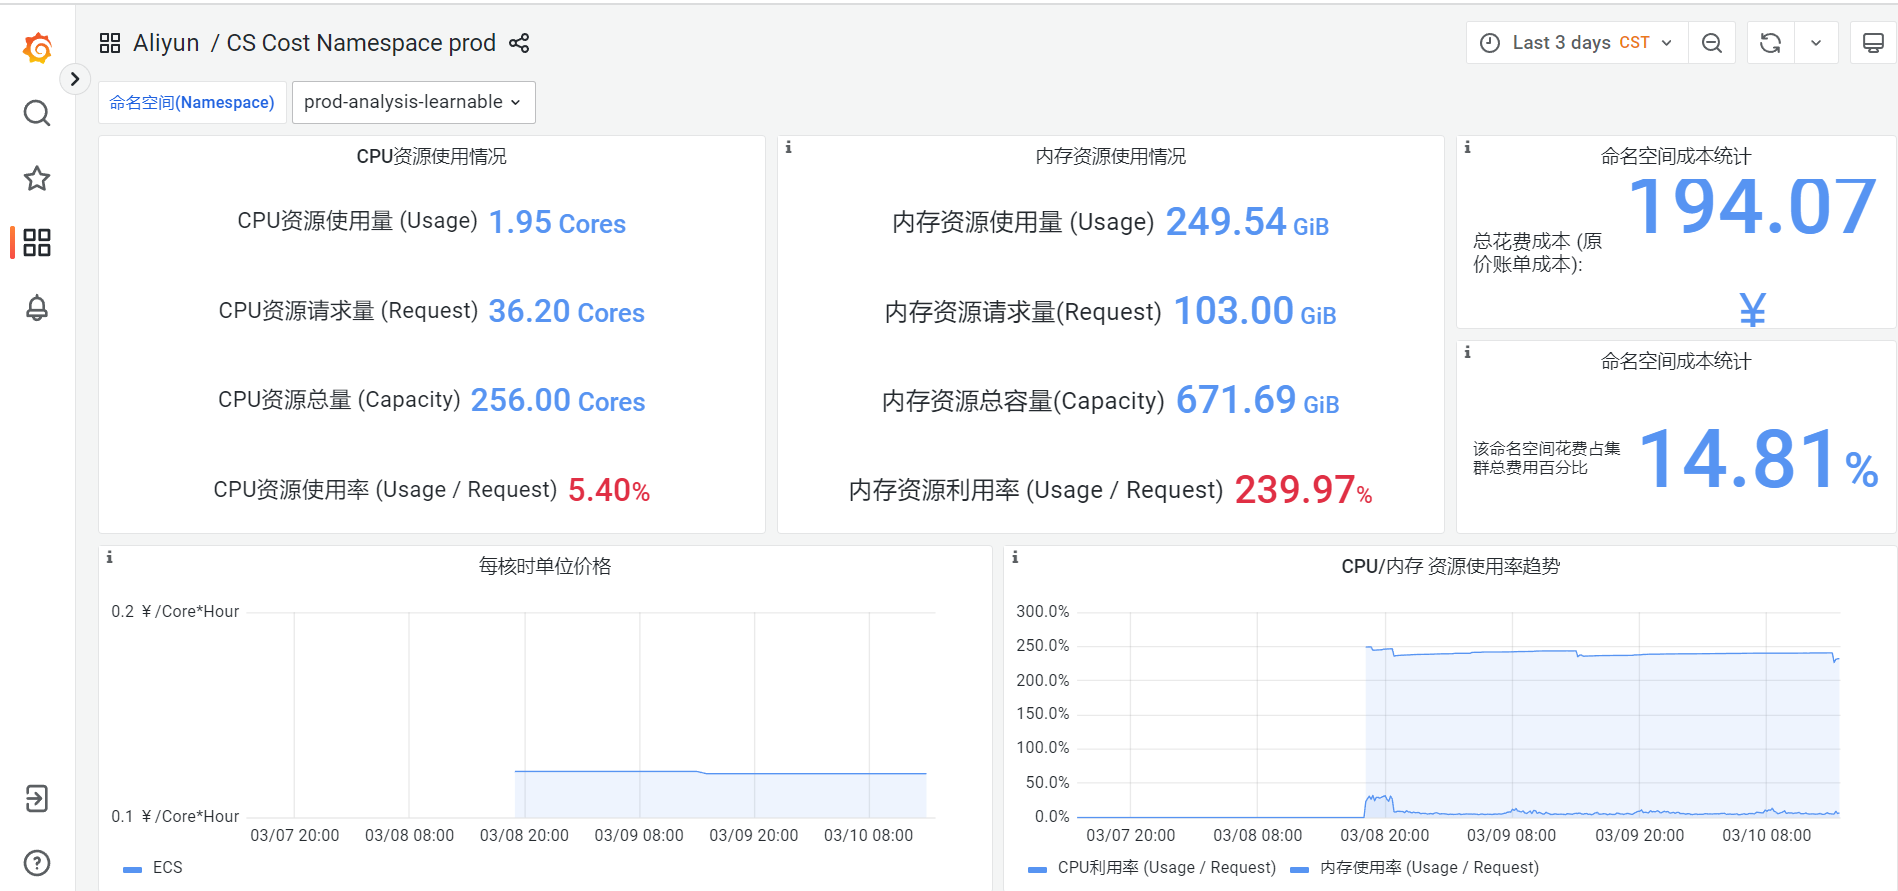 Aliyun / CS Cost Namespace prod
Last 3 days CST
命名空间(Namespace) prod-analysis-learnable
CPU资源使用情况
CPU资源使用量 (Usage) 1.95 Cores
CPU资源请求量 (Request) 36.20 Cores
CPU资源总量 (Capacity) 256.00 Cores
CPU资源使用率 (Usage / Request) 5.40%
内存资源使用情况
内存资源使用量 (Usage) 249.54 GiB
内存资源请求量(Request) 103.00 GiB
内存资源总容量(Capacity) 671.69 GiB
内存资源利用率 (Usage / Request) 239.97%
命名空间成本统计
总花费成本 (原
价账单成本):
194.07
¥
命名空间成本统计
该命名空间花费占集
群总费用百分比
14.81%
每核时单位价格
0.2 ¥/Core*Hour
0.1 ¥/Core*Hour
03/07 20:00 03/08 08:00 03/08 20:00 03/09 08:00 03/09 20:00 03/10 08:00
ECS
CPU/内存 资源使用率趋势
300.0%
250.0%
200.0%
150.0%
100.0%
50.0%
0.0%
03/07 20:00 03/08 08:00 03/08 20:00 03/09 08:00 03/09 20:00 03/10 08:00
CPU利用率 (Usage / Request) 内存使用率 (Usage / Request)